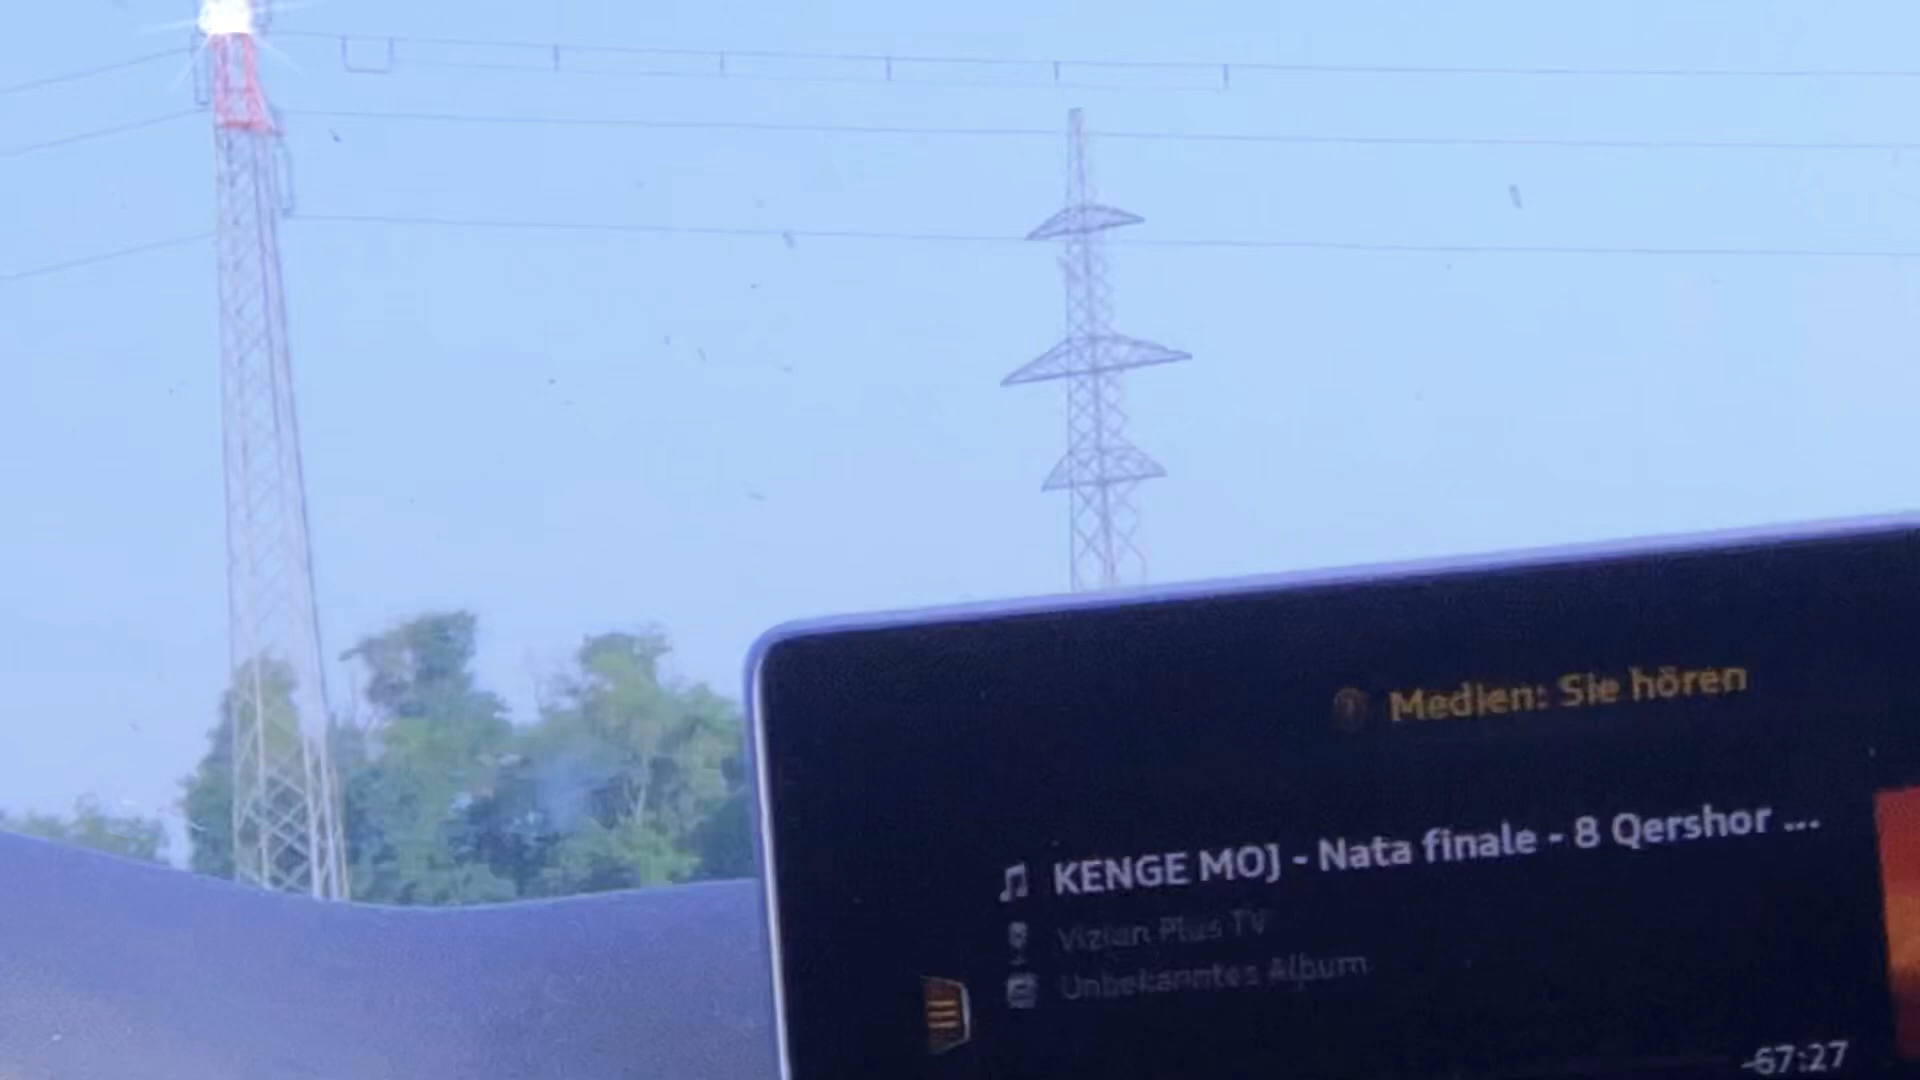 Medien: Sie hören
KENGE MOJ - Nata finale - 8 Qershor ...
Vizion Plus TV
Unbekanntes Album
-67:27